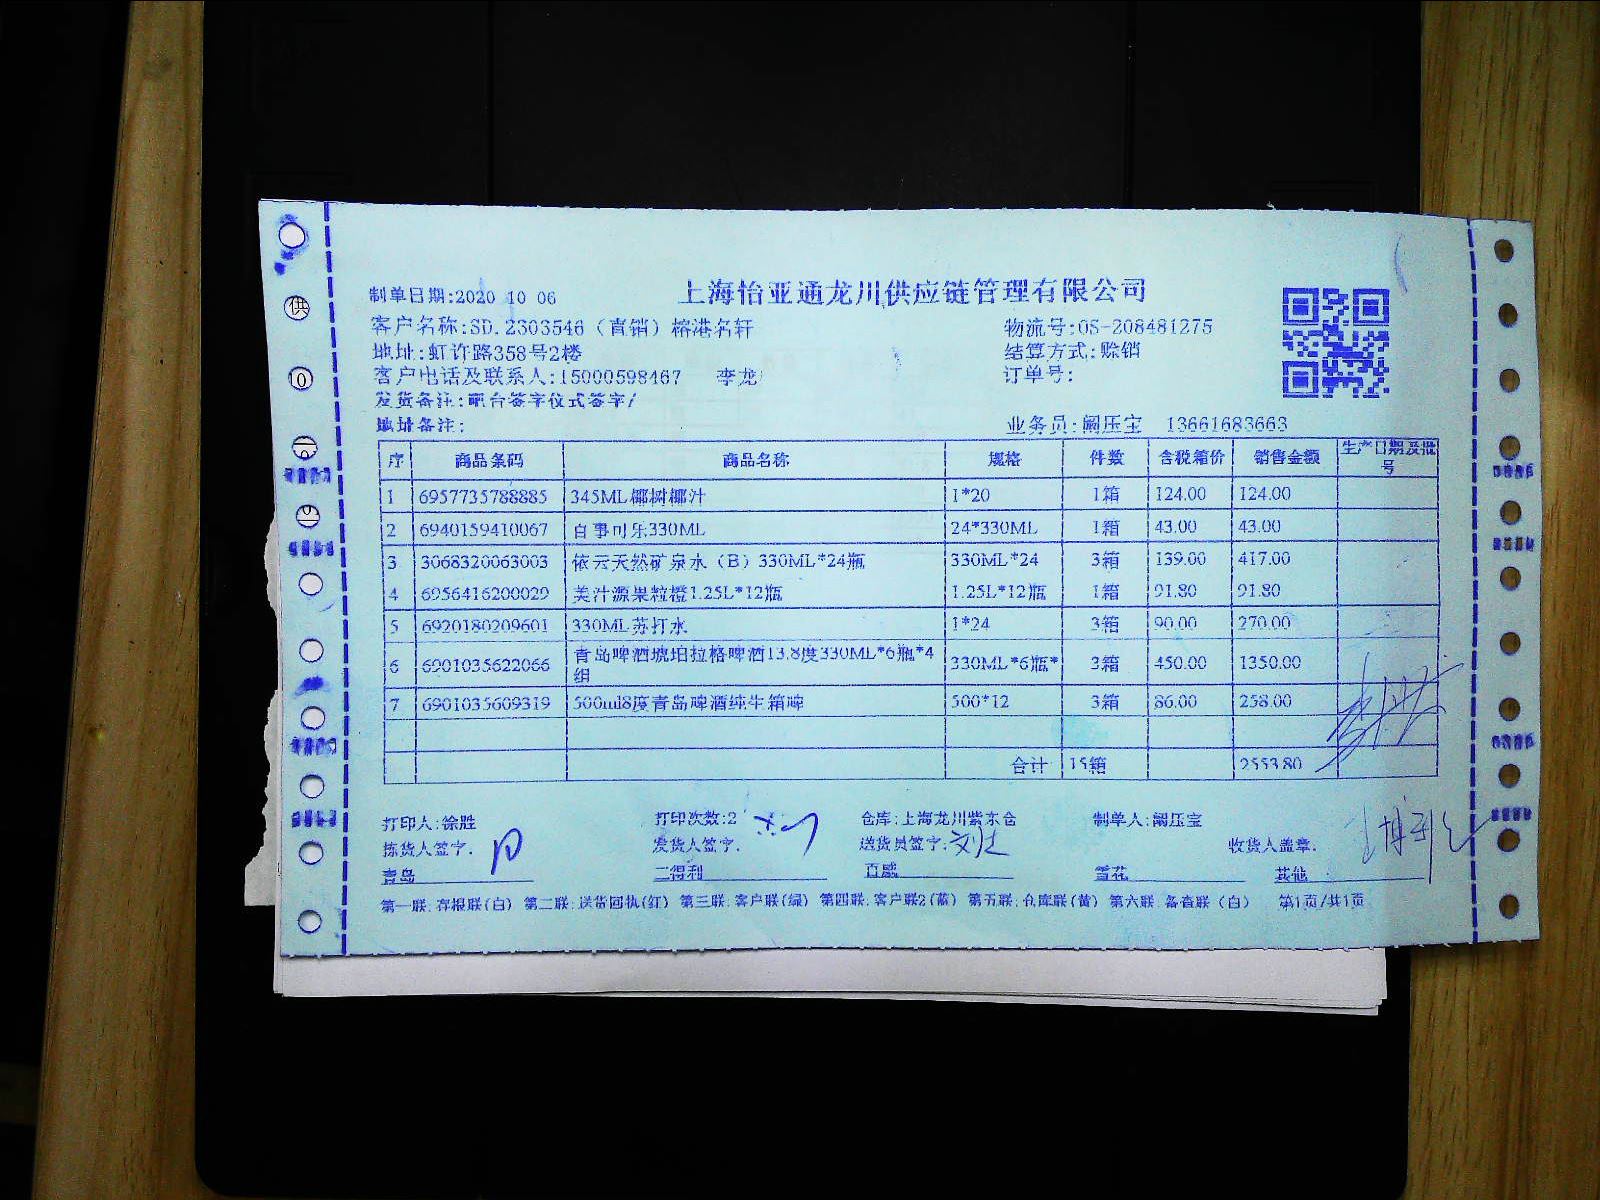 上海怡亚通龙川供应链管理有限公司
制单日期:2020 10 06
客户名称:SD.2303546（直销）榕港名轩 物流号:OS-208481275
地址:虹许路358号2楼 结算方式:赊销
客户电话及联系人:15000598467 李龙 订单号:
发货备注:吧台签字仪式签字/
地址备注: 业务员:阚压宝 13661683663
序 商品条码 商品名称 规格 件数 含税箱价 销售金额 生产日期及批号
1 6957735788885 345ML椰树椰汁 1*20 1箱 124.00 124.00
2 6940159410067 百事可乐330ML 24*330ML 1箱 43.00 43.00
3 3068320063003 依云天然矿泉水（B）330ML*24瓶 330ML*24 3箱 139.00 417.00
4 6956416200029 美汁源果粒橙1.25L*12瓶 1.25L*12瓶 1箱 91.80 91.80
5 6920180209601 330ML苏打水 1*24 3箱 90.00 270.00
6 6901035622066 青岛啤酒琥珀拉格啤酒13.8度330ML*6瓶*4组 330ML*6瓶* 3箱 450.00 1350.00
7 6901035609319 500ml8度青岛啤酒纯生箱啤 500*12 3箱 86.00 258.00
合计 15箱 2553.80
打印人:徐胜 打印次数:2 仓库:上海龙川紫东仓 制单人:阚压宝
拣货人签字: 发货人签字: 送货员签字: 收货人盖章:
青岛 三得利 百威 雪花 其他
第一联:存根联(白) 第二联:送货回执(红) 第三联:客户联(绿) 第四联:客户联2(蓝) 第五联:仓库联(黄) 第六联:备查联（白） 第1页/共1页